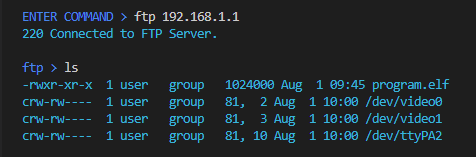 ENTER COMMAND > ftp 192.168.1.1
220 Connected to FTP Server.
ftp > ls
-rwxr-xr-x  1 user   group   1024000 Aug  1 09:45 program.elf
crw-rw----  1 user   group   81,  2 Aug  1 10:00 /dev/video0
crw-rw----  1 user   group   81,  3 Aug  1 10:00 /dev/video1
crw-rw----  1 user   group   81, 10 Aug  1 10:00 /dev/ttyPA2